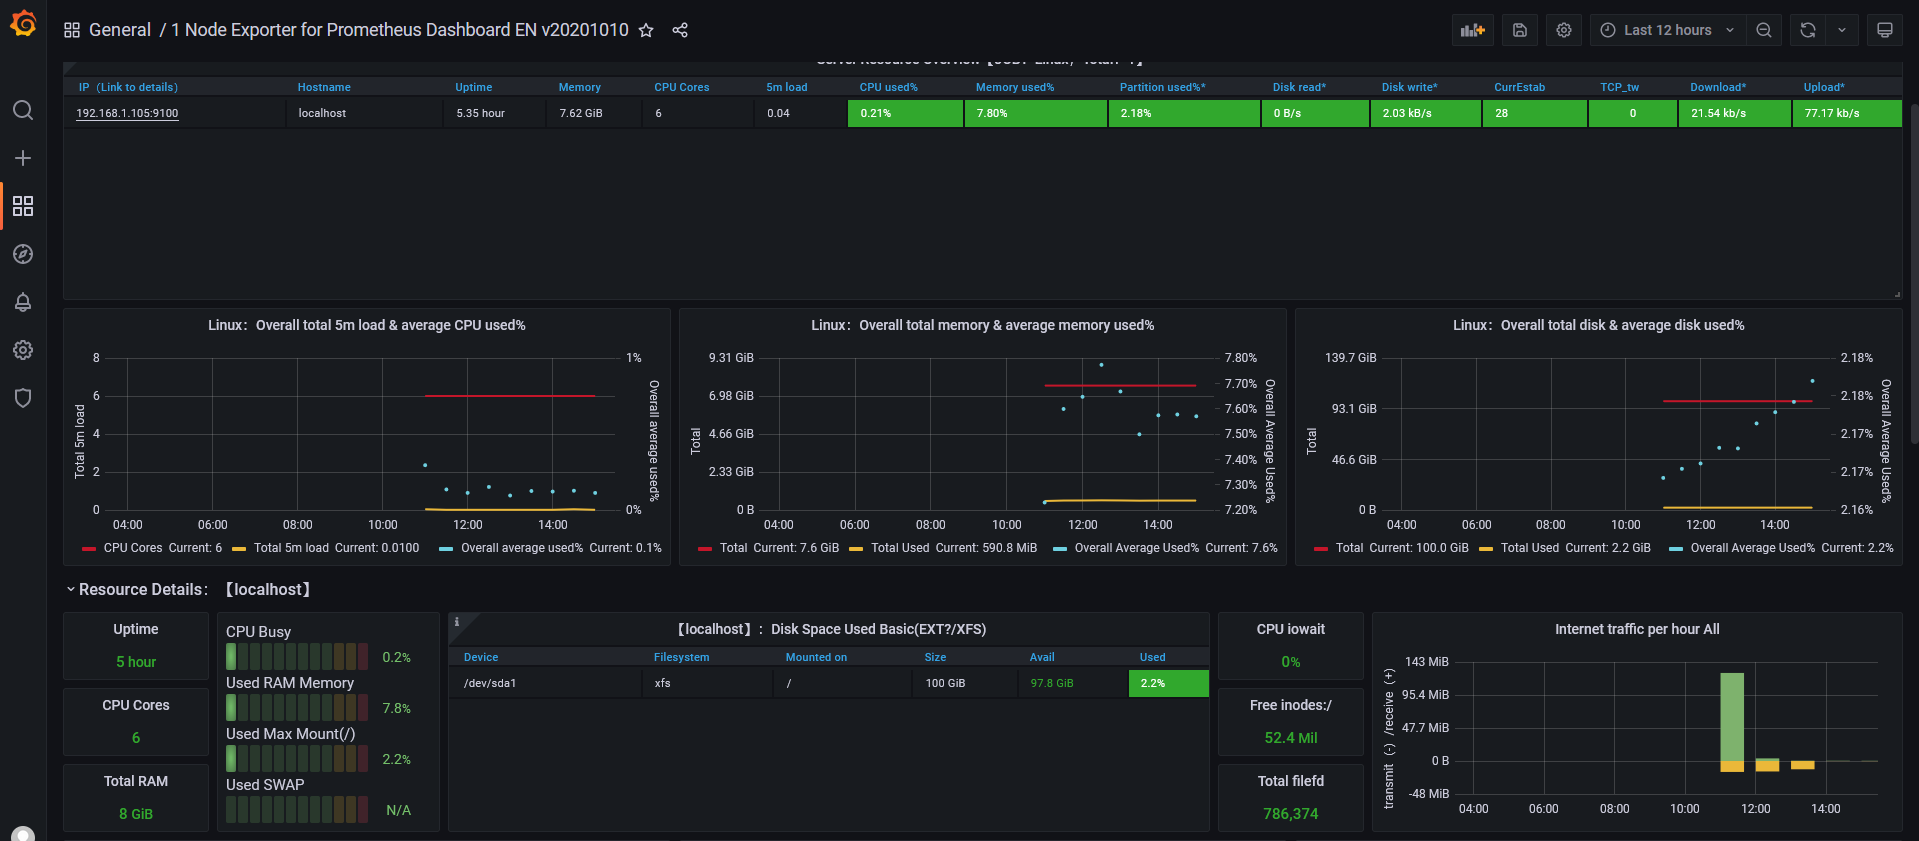 General / 1 Node Exporter for Prometheus Dashboard EN v20201010
Last 12 hours
IP（Link to details） Hostname Uptime Memory CPU Cores 5m load CPU used% Memory used% Partition used%* Disk read* Disk write* CurrEstab TCP_tw Download* Upload*
192.168.1.105:9100 localhost 5.35 hour 7.62 GiB 6 0.04 0.21% 7.80% 2.18% 0 B/s 2.03 kB/s 28 0 21.54 kb/s 77.17 kb/s
Linux： Overall total 5m load & average CPU used%
8
6
4
2
0
1%
0%
Total 5m load
Overall average used%
04:00 06:00 08:00 10:00 12:00 14:00
CPU Cores Current: 6 Total 5m load Current: 0.0100 Overall average used% Current: 0.1%
Linux： Overall total memory & average memory used%
9.31 GiB
6.98 GiB
4.66 GiB
2.33 GiB
0 B
7.80%
7.70%
7.60%
7.50%
7.40%
7.30%
7.20%
Total
Overall Average Used%
04:00 06:00 08:00 10:00 12:00 14:00
Total Current: 7.6 GiB Total Used Current: 590.8 MiB Overall Average Used% Current: 7.6%
Linux： Overall total disk & average disk used%
139.7 GiB
93.1 GiB
46.6 GiB
0 B
2.18%
2.18%
2.17%
2.17%
2.16%
Total
Overall Average Used%
04:00 06:00 08:00 10:00 12:00 14:00
Total Current: 100.0 GiB Total Used Current: 2.2 GiB Overall Average Used% Current: 2.2%
Resource Details： 【localhost】
Uptime
5 hour
CPU Cores
6
Total RAM
8 GiB
CPU Busy
0.2%
Used RAM Memory
7.8%
Used Max Mount(/)
2.2%
Used SWAP
N/A
【localhost】： Disk Space Used Basic(EXT?/XFS)
Device Filesystem Mounted on Size Avail Used
/dev/sda1 xfs / 100 GiB 97.8 GiB 2.2%
CPU iowait
0%
Free inodes:/
52.4 Mil
Total filefd
786,374
Internet traffic per hour All
143 MiB
95.4 MiB
47.7 MiB
0 B
-48 MiB
transmit（-）/receive（+）
04:00 06:00 08:00 10:00 12:00 14:00